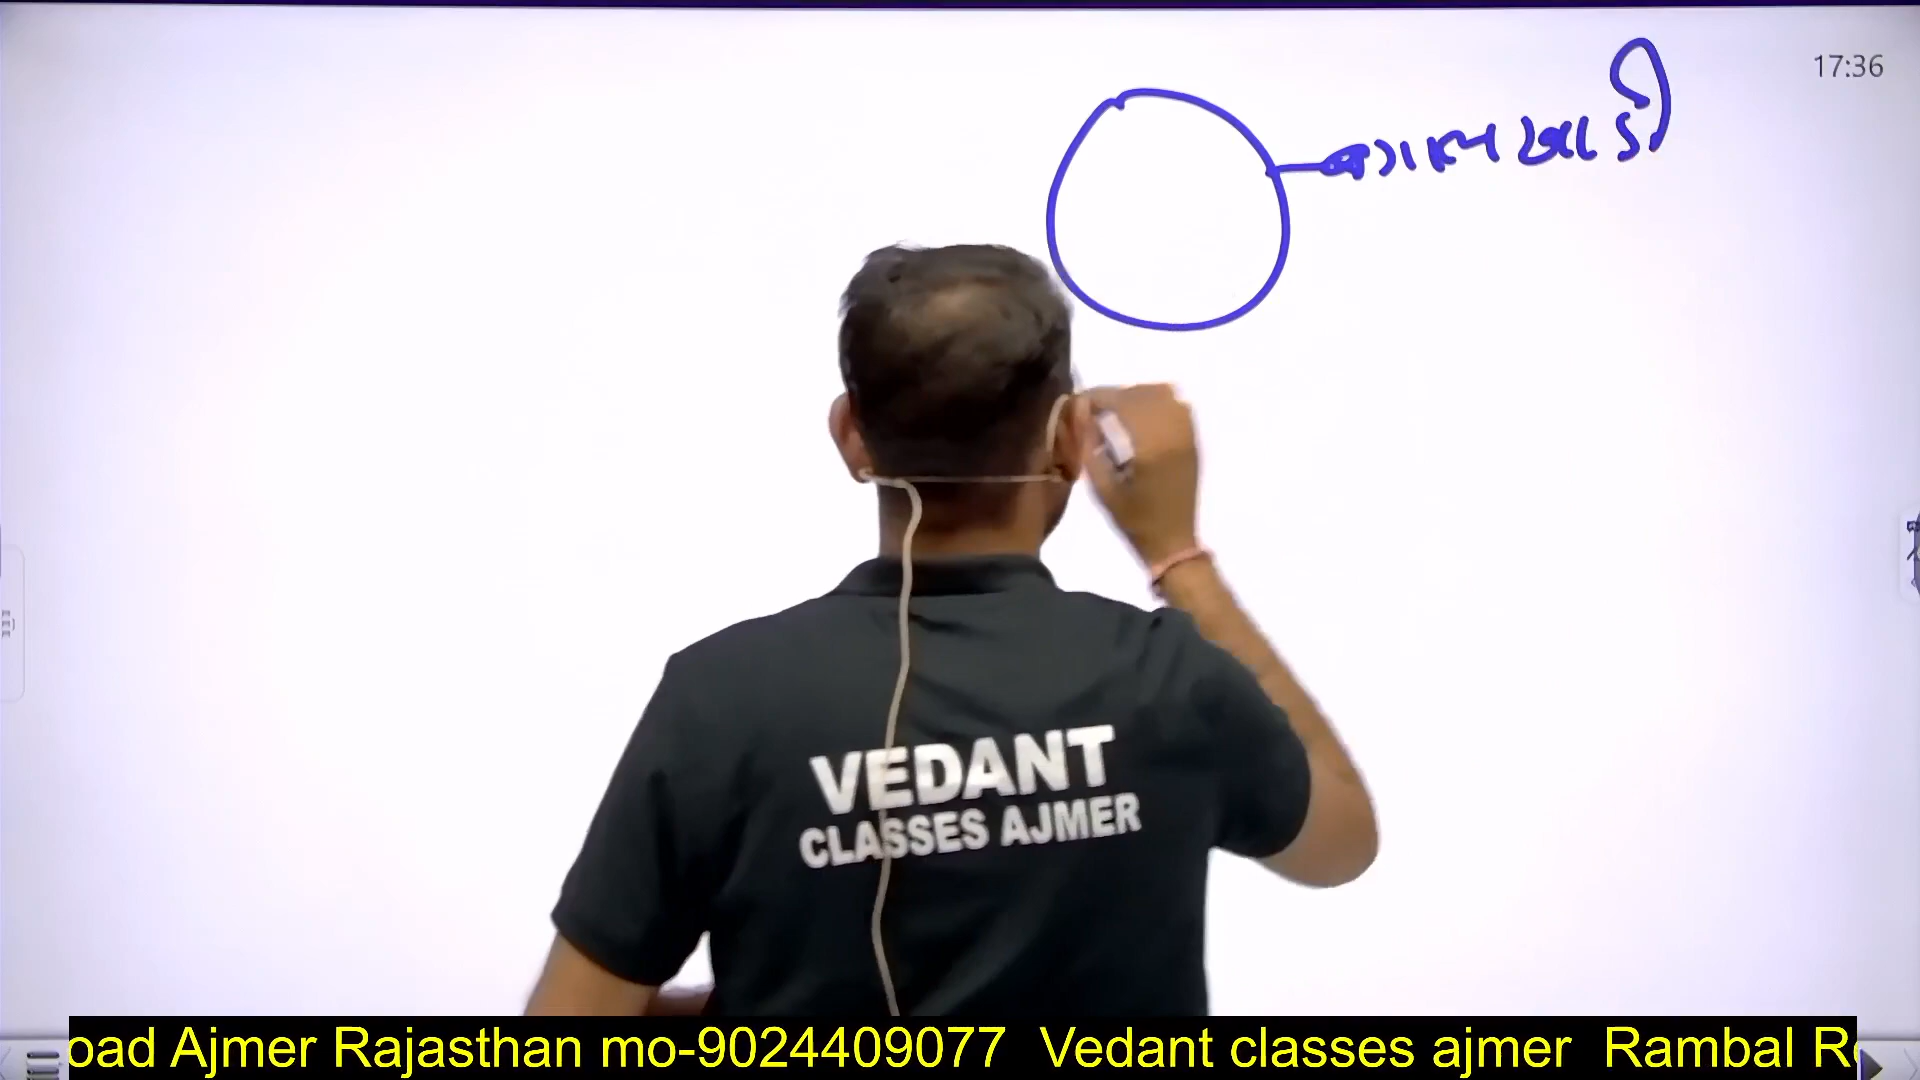 17:36
VEDANT
CLASSES AJMER
oad Ajmer Rajasthan mo-9024409077 Vedant classes ajmer Rambal R